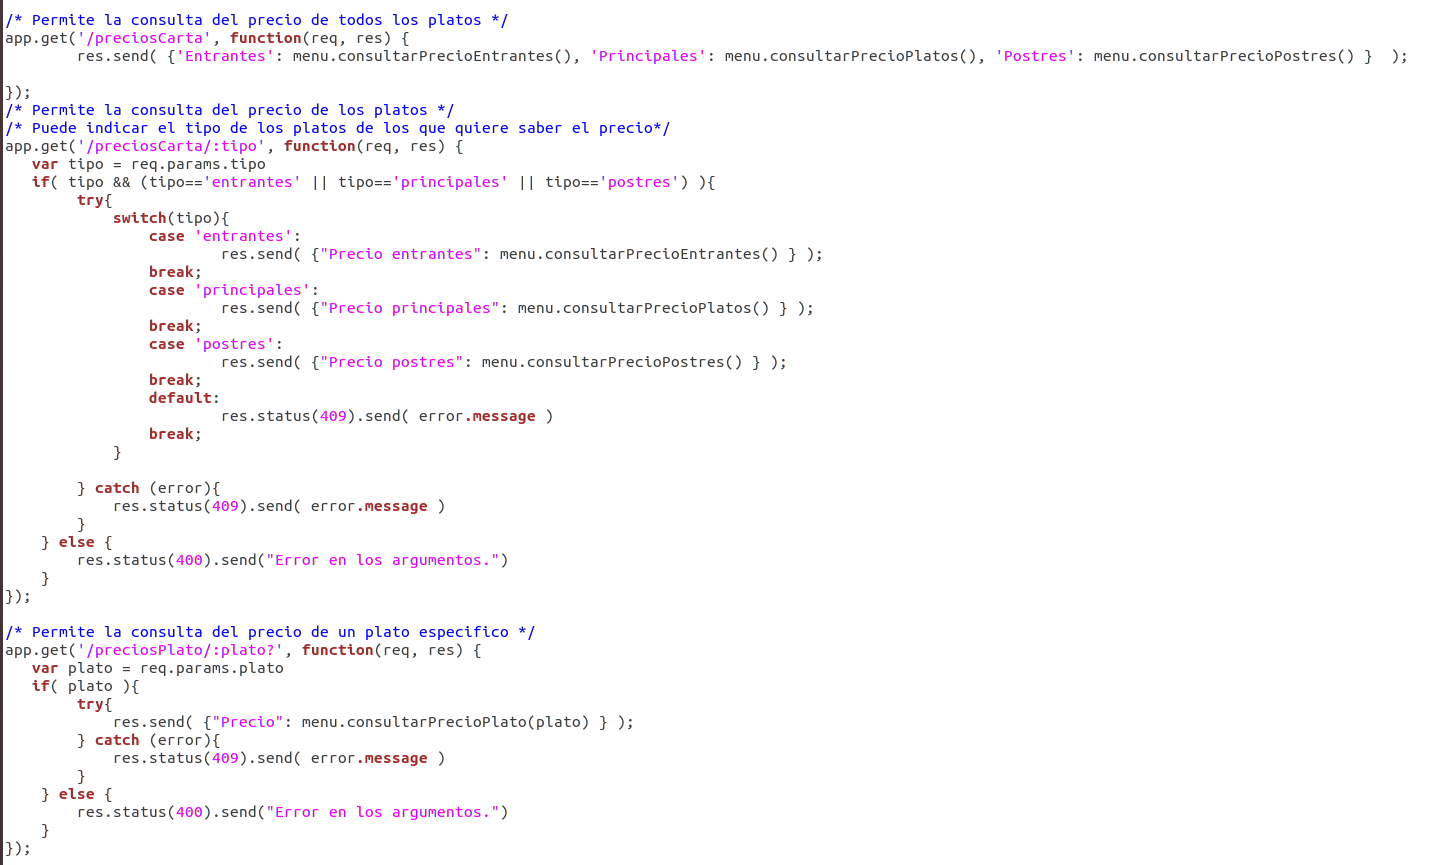 /* Permite la consulta del precio de todos los platos */
app.get('/preciosCarta', function(req, res) {
        res.send( {'Entrantes': menu.consultarPrecioEntrantes(), 'Principales': menu.consultarPrecioPlatos(), 'Postres': menu.consultarPrecioPostres() }  );

});
/* Permite la consulta del precio de los platos */
/* Puede indicar el tipo de los platos de los que quiere saber el precio*/
app.get('/preciosCarta/:tipo', function(req, res) {
   var tipo = req.params.tipo
   if( tipo && (tipo=='entrantes' || tipo=='principales' || tipo=='postres') ){
        try{
            switch(tipo){
                case 'entrantes':
                        res.send( {"Precio entrantes": menu.consultarPrecioEntrantes() } );
                break;
                case 'principales':
                        res.send( {"Precio principales": menu.consultarPrecioPlatos() } );
                break;
                case 'postres':
                        res.send( {"Precio postres": menu.consultarPrecioPostres() } );
                break;
                default:
                        res.status(409).send( error.message )
                break;
            }

        } catch (error){
            res.status(409).send( error.message )
        }
    } else {
        res.status(400).send("Error en los argumentos.")
    }
});

/* Permite la consulta del precio de un plato especifico */
app.get('/preciosPlato/:plato?', function(req, res) {
   var plato = req.params.plato
   if( plato ){
        try{
            res.send( {"Precio": menu.consultarPrecioPlato(plato) } );
        } catch (error){
            res.status(409).send( error.message )
        }
    } else {
        res.status(400).send("Error en los argumentos.")
    }
});